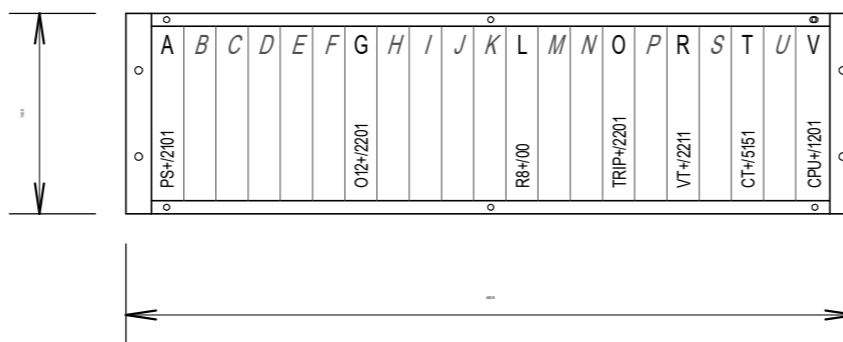 A B C D E F G H I J K L M N O P R S T U V
PS+/2101 O12+/2201 R8+/00 TRIP+/2201 VT+/2211 CT+/5151 CPU+/1201